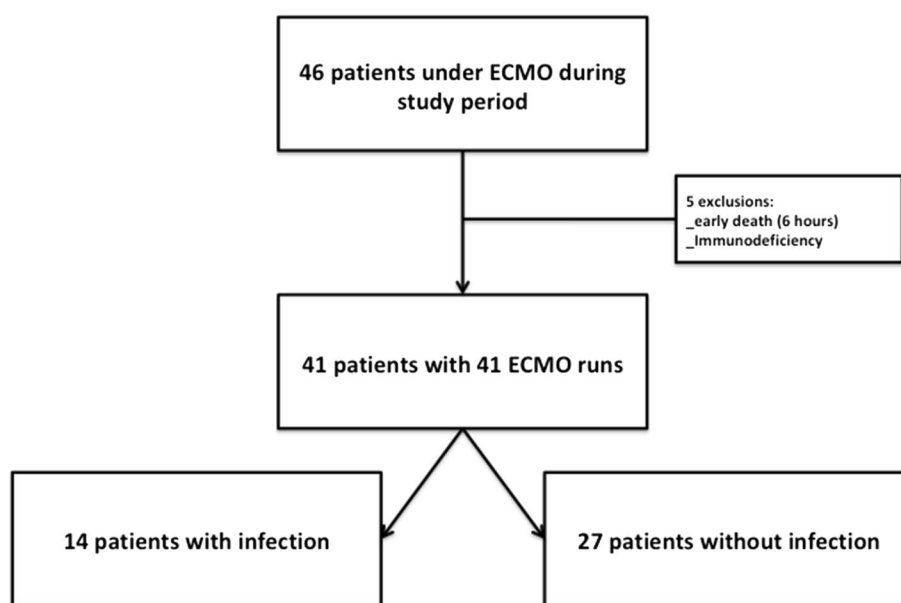 46 patients under ECMO during
study period
5 exclusions:
_early death (6 hours)
_Immunodeficiency
41 patients with 41 ECMO runs
14 patients with infection
27 patients without infection